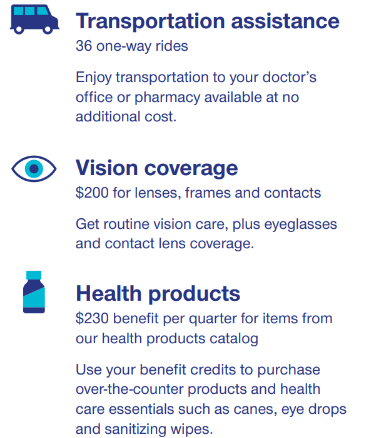 Transportation assistance
36 one-way rides
Enjoy transportation to your doctor's
office or pharmacy available at no
additional cost.
Vision coverage
$200 for lenses, frames and contacts
Get routine vision care, plus eyeglasses
and contact lens coverage.
Health products
$230 benefit per quarter for items from
our health products catalog
Use your benefit credits to purchase
over-the-counter products and health
care essentials such as canes, eye drops
and sanitizing wipes.